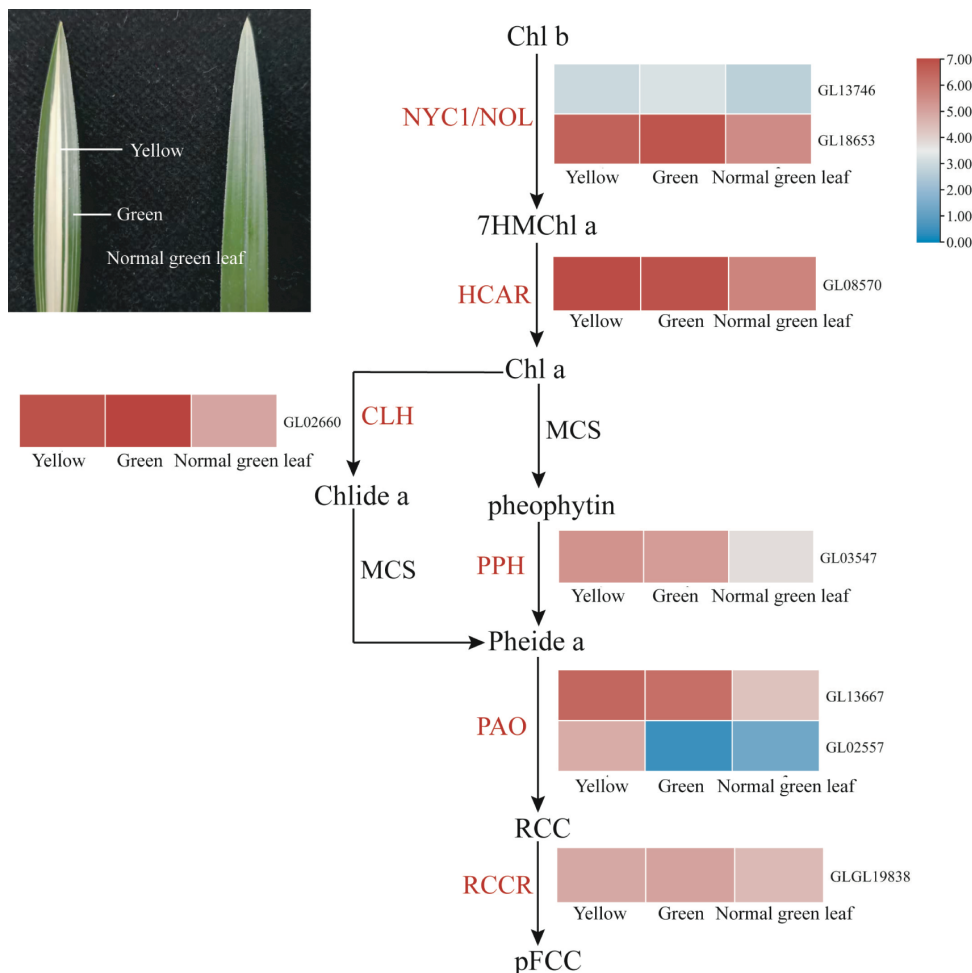 Yellow
Green
Normal green leaf
Chl b
NYC1/NOL
GL13746
GL18653
Yellow Green Normal green leaf
7.00
6.00
5.00
4.00
3.00
2.00
1.00
0.00
7HMChl a
HCAR
GL08570
Yellow Green Normal green leaf
Chl a
GL02660
Yellow Green Normal green leaf
CLH
MCS
Chlide a
pheophytin
MCS
PPH
GL03547
Yellow Green Normal green leaf
Pheide a
PAO
GL13667
GL02557
Yellow Green Normal green leaf
RCC
RCCR
GLGL19838
Yellow Green Normal green leaf
pFCC